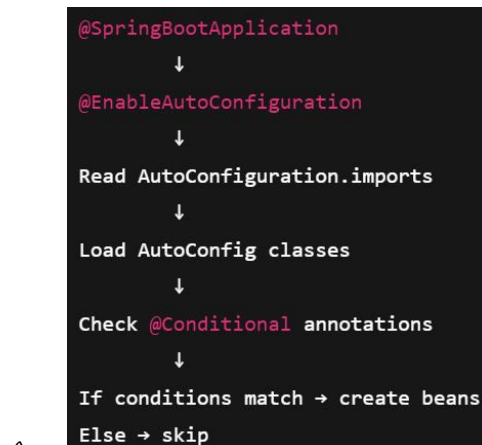 @SpringBootApplication
↓
@EnableAutoConfiguration
↓
Read AutoConfiguration.imports
↓
Load AutoConfig classes
↓
Check @Conditional annotations
↓
If conditions match → create beans
Else → skip